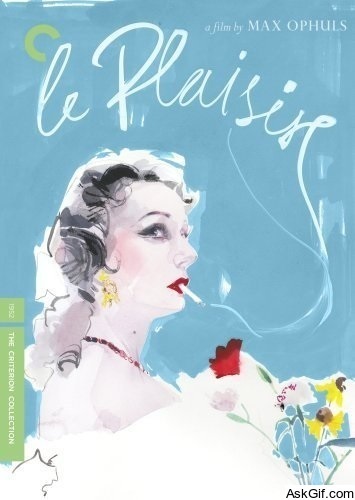 a film by MAX OPHULS
le Plaisir
1952
THE CRITERION COLLECTION
AskGif.com